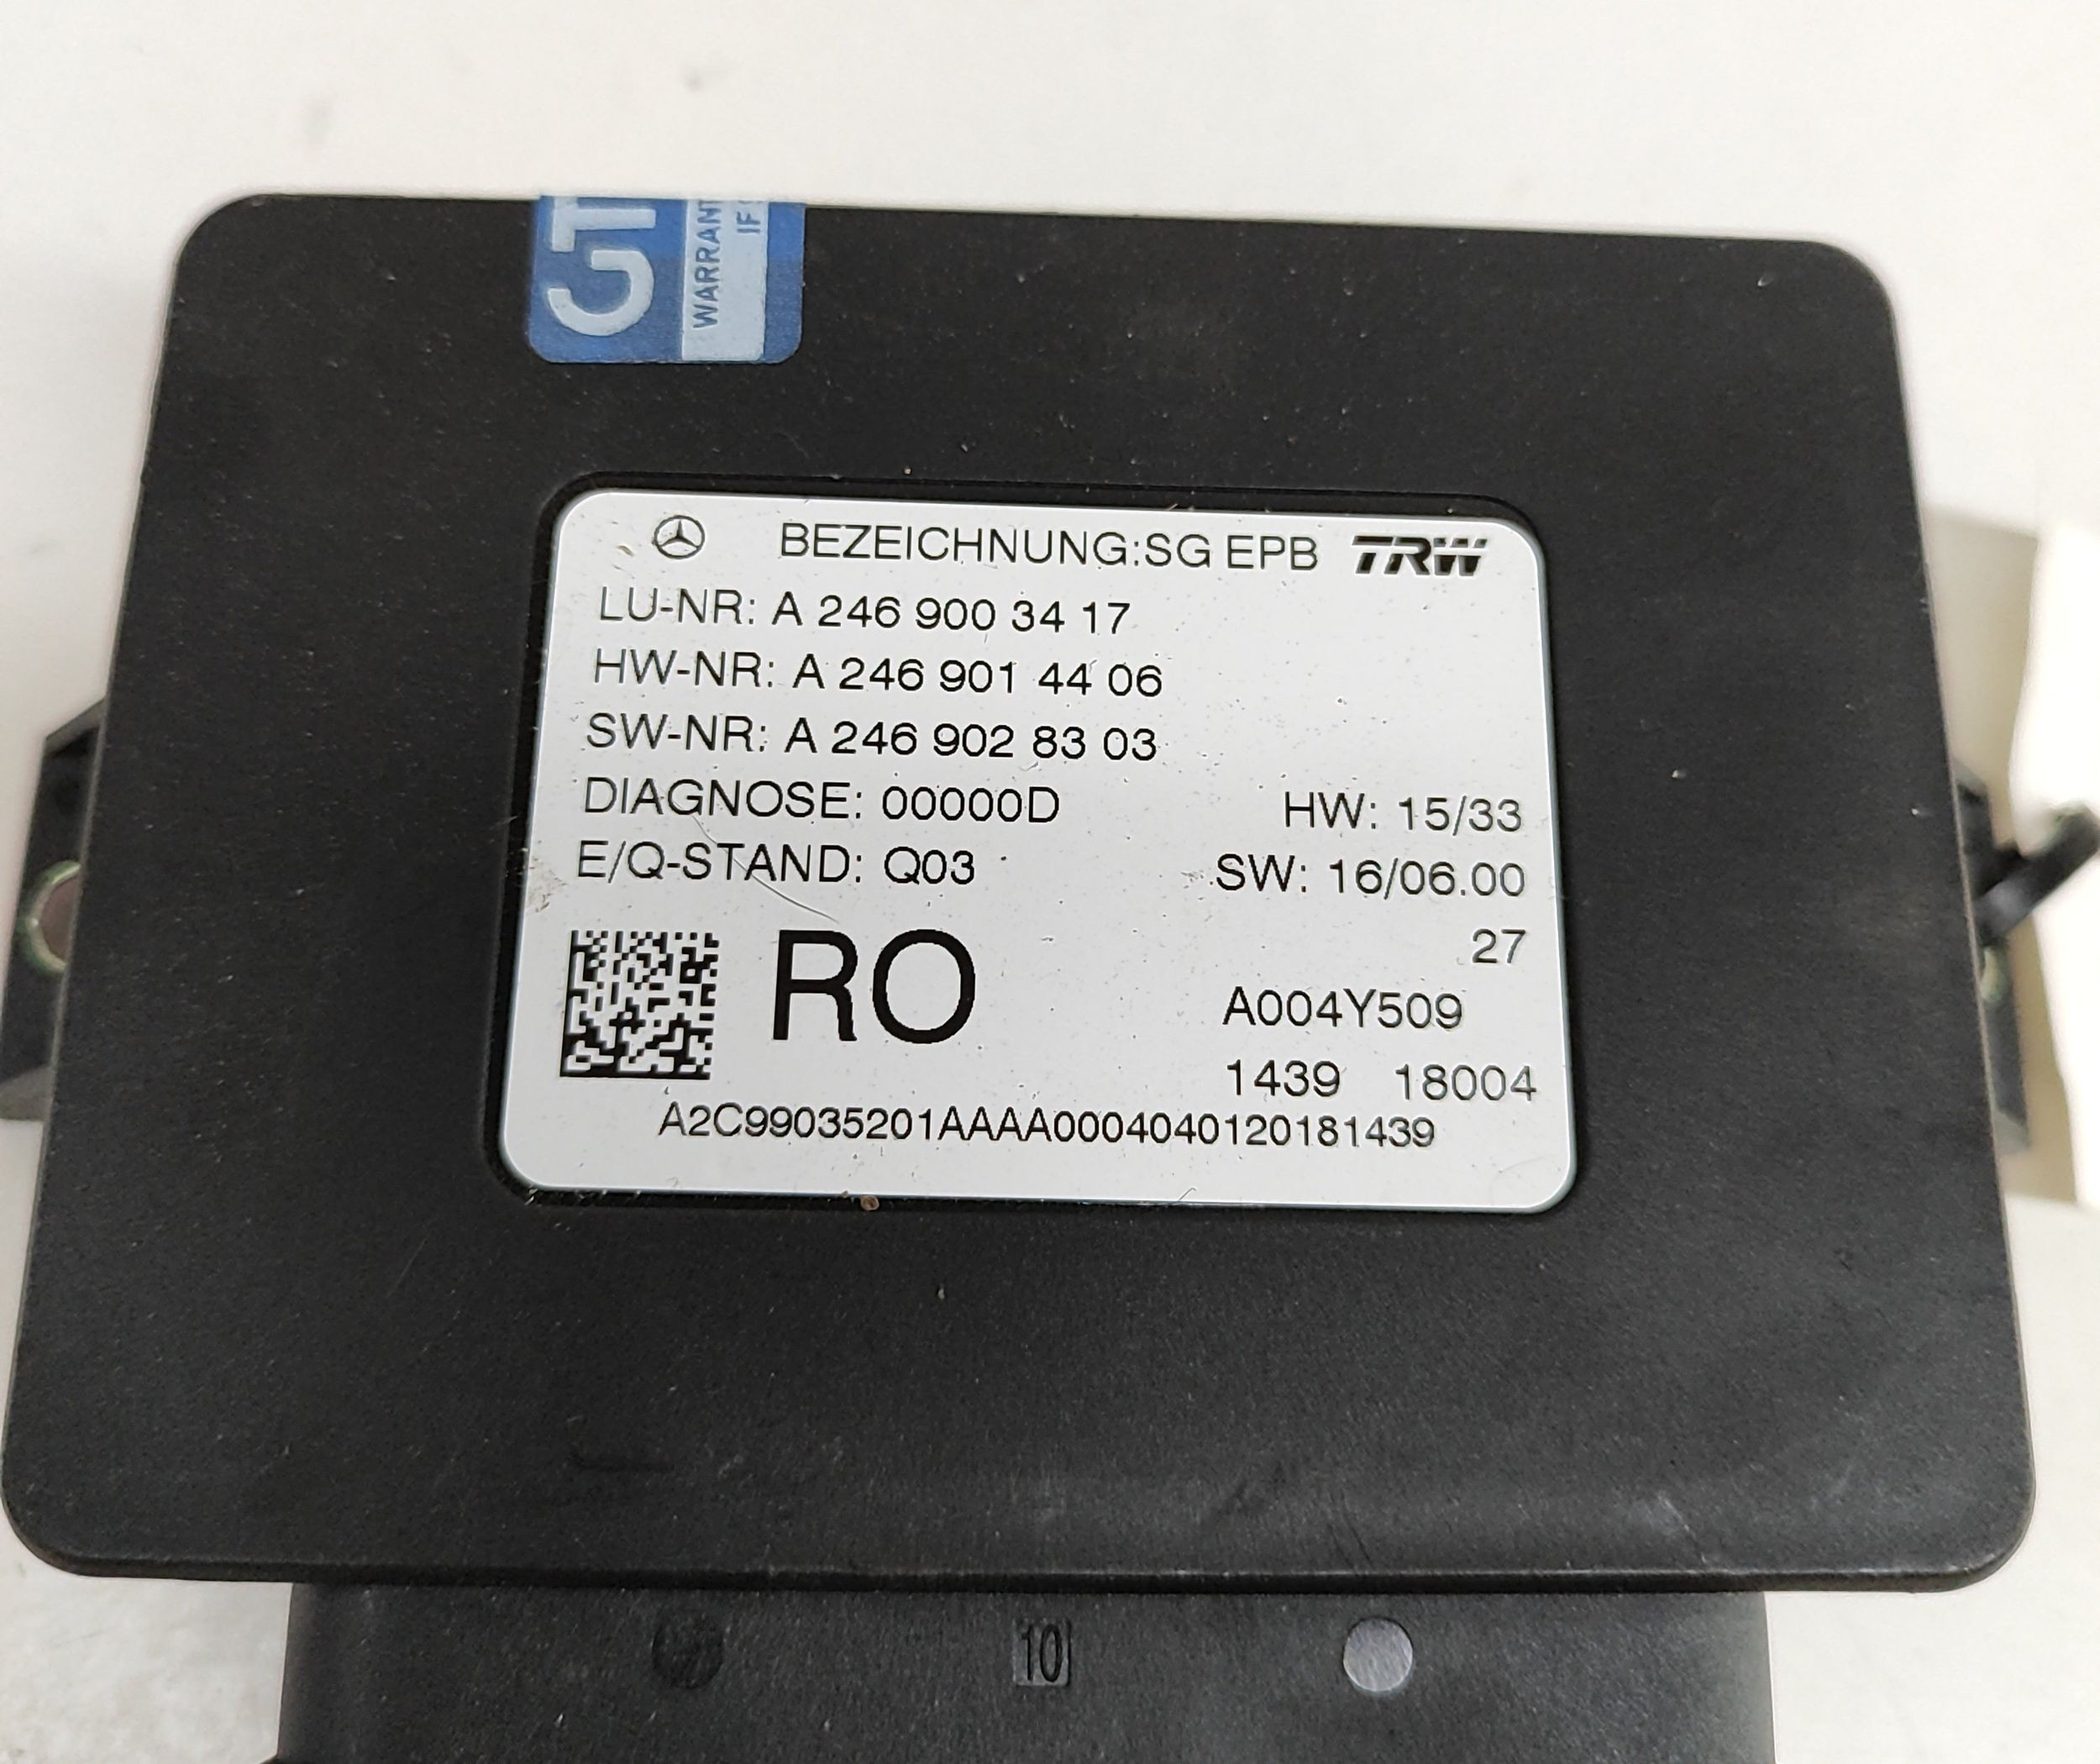 GT
WARRANT
IF
BEZEICHNUNG:SG EPB TRW
LU-NR: A 246 900 34 17
HW-NR: A 246 901 44 06
SW-NR: A 246 902 83 03
DIAGNOSE: 00000D HW: 15/33
E/Q-STAND: Q03 SW: 16/06.00
27
RO A004Y509
1439 18004
A2C99035201AAAA0004040120181439
10